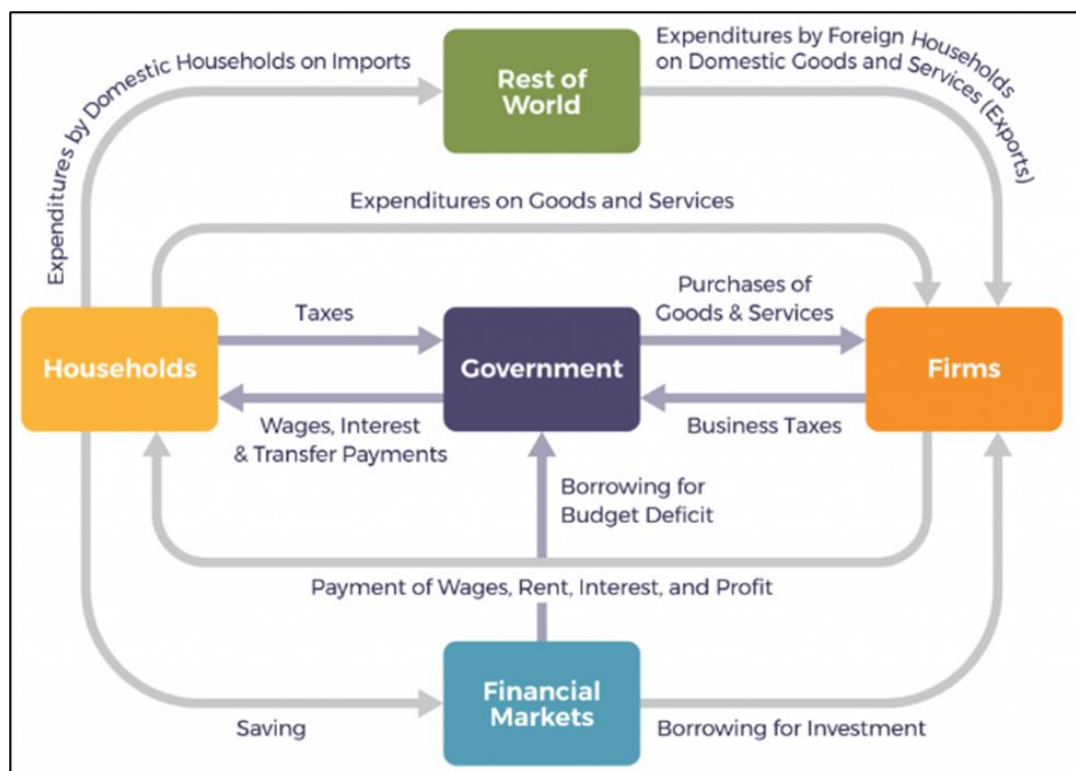 Expenditures by Domestic Households on Imports
Rest of
World
Expenditures by Foreign Households
on Domestic Goods and Services (Exports)
Expenditures on Goods and Services
Households
Taxes
Government
Purchases of
Goods & Services
Firms
Wages, Interest
& Transfer Payments
Business Taxes
Borrowing for
Budget Deficit
Payment of Wages, Rent, Interest, and Profit
Saving
Financial
Markets
Borrowing for Investment